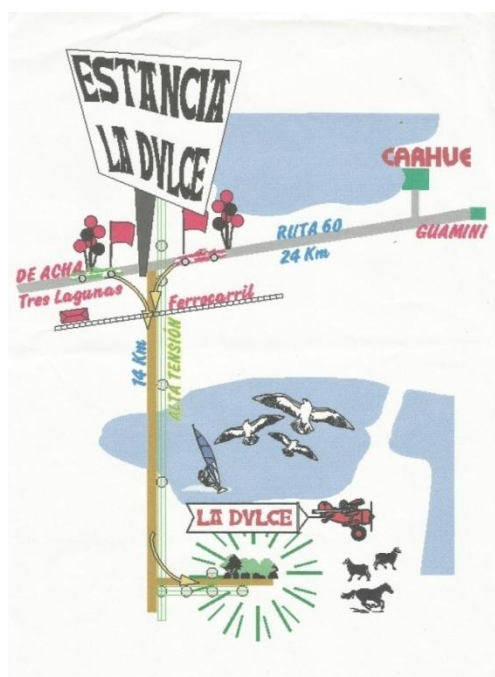 ESTANCIA
LA DVLCE
CARHUE
RUTA 60
24 Km
GUAMINI
DE ACHA
Tres Lagunas
Ferrocarril
14 Km
ALTA TENSIÓN
LA DVLCE